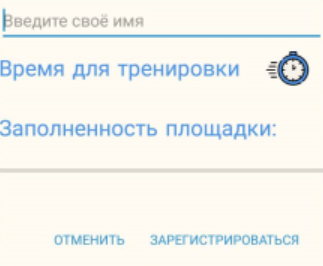 Введите своё имя
Время для тренировки
Заполненность площадки:
ОТМЕНИТЬ ЗАРЕГИСТРИРОВАТЬСЯ